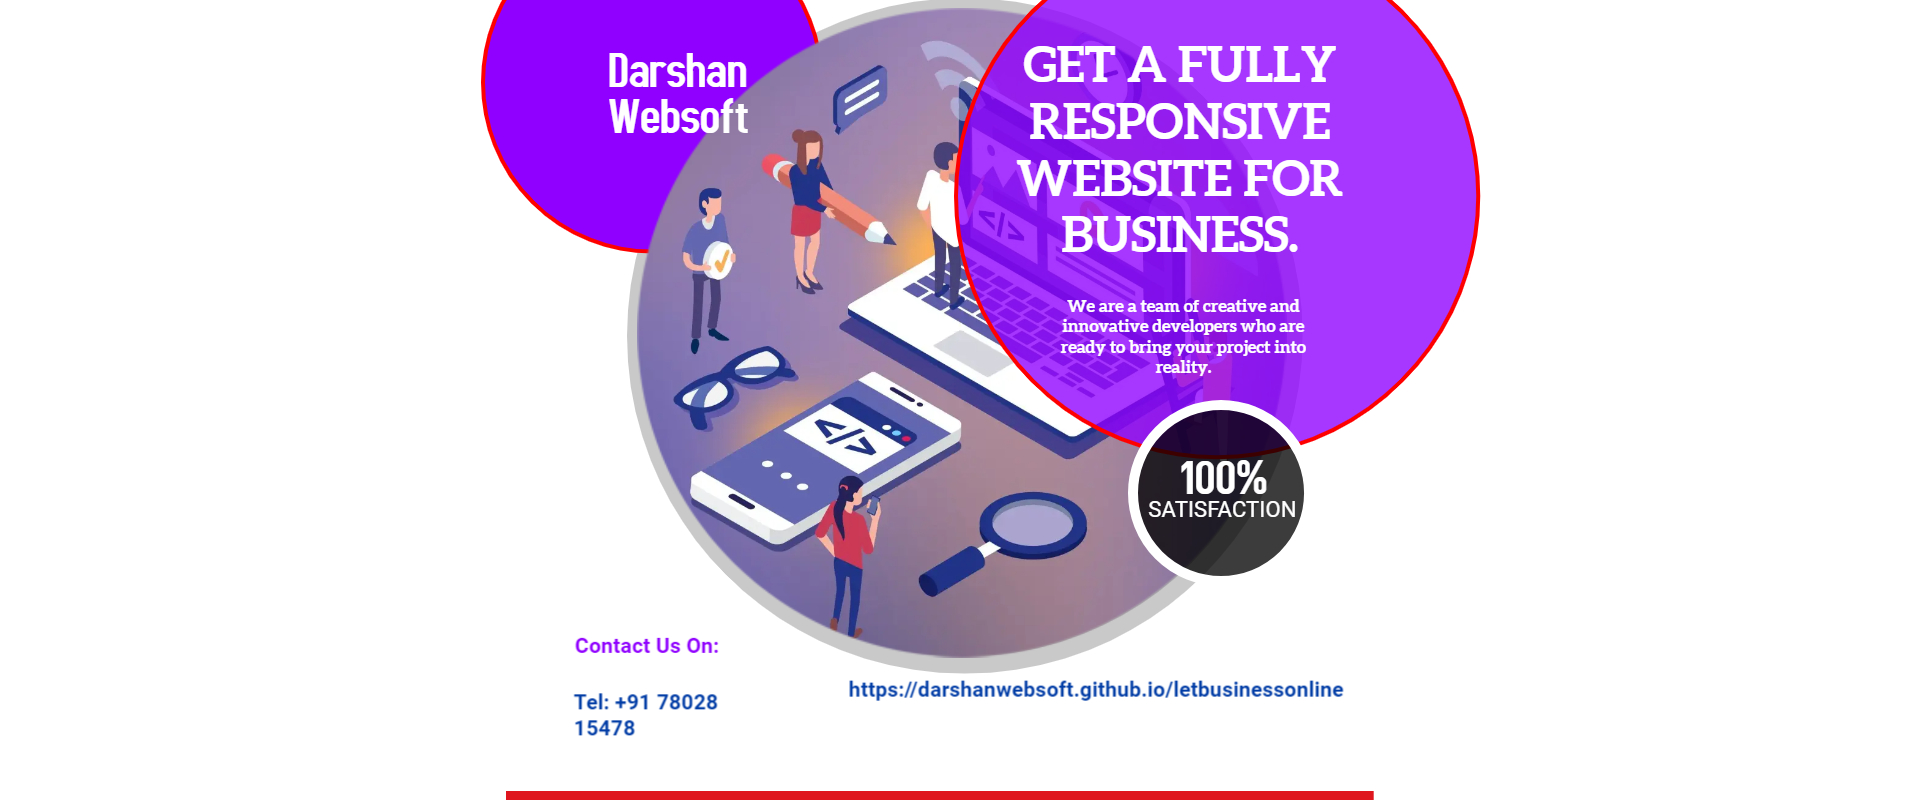 Darshan
Websoft
GET A FULLY
RESPONSIVE
WEBSITE FOR
BUSINESS.
We are a team of creative and
innovative developers who are
ready to bring your project into
reality.
</>
</>
100%
SATISFACTION
Contact Us On:
Tel: +91 78028
15478
https://darshanwebsoft.github.io/letbusinessonline